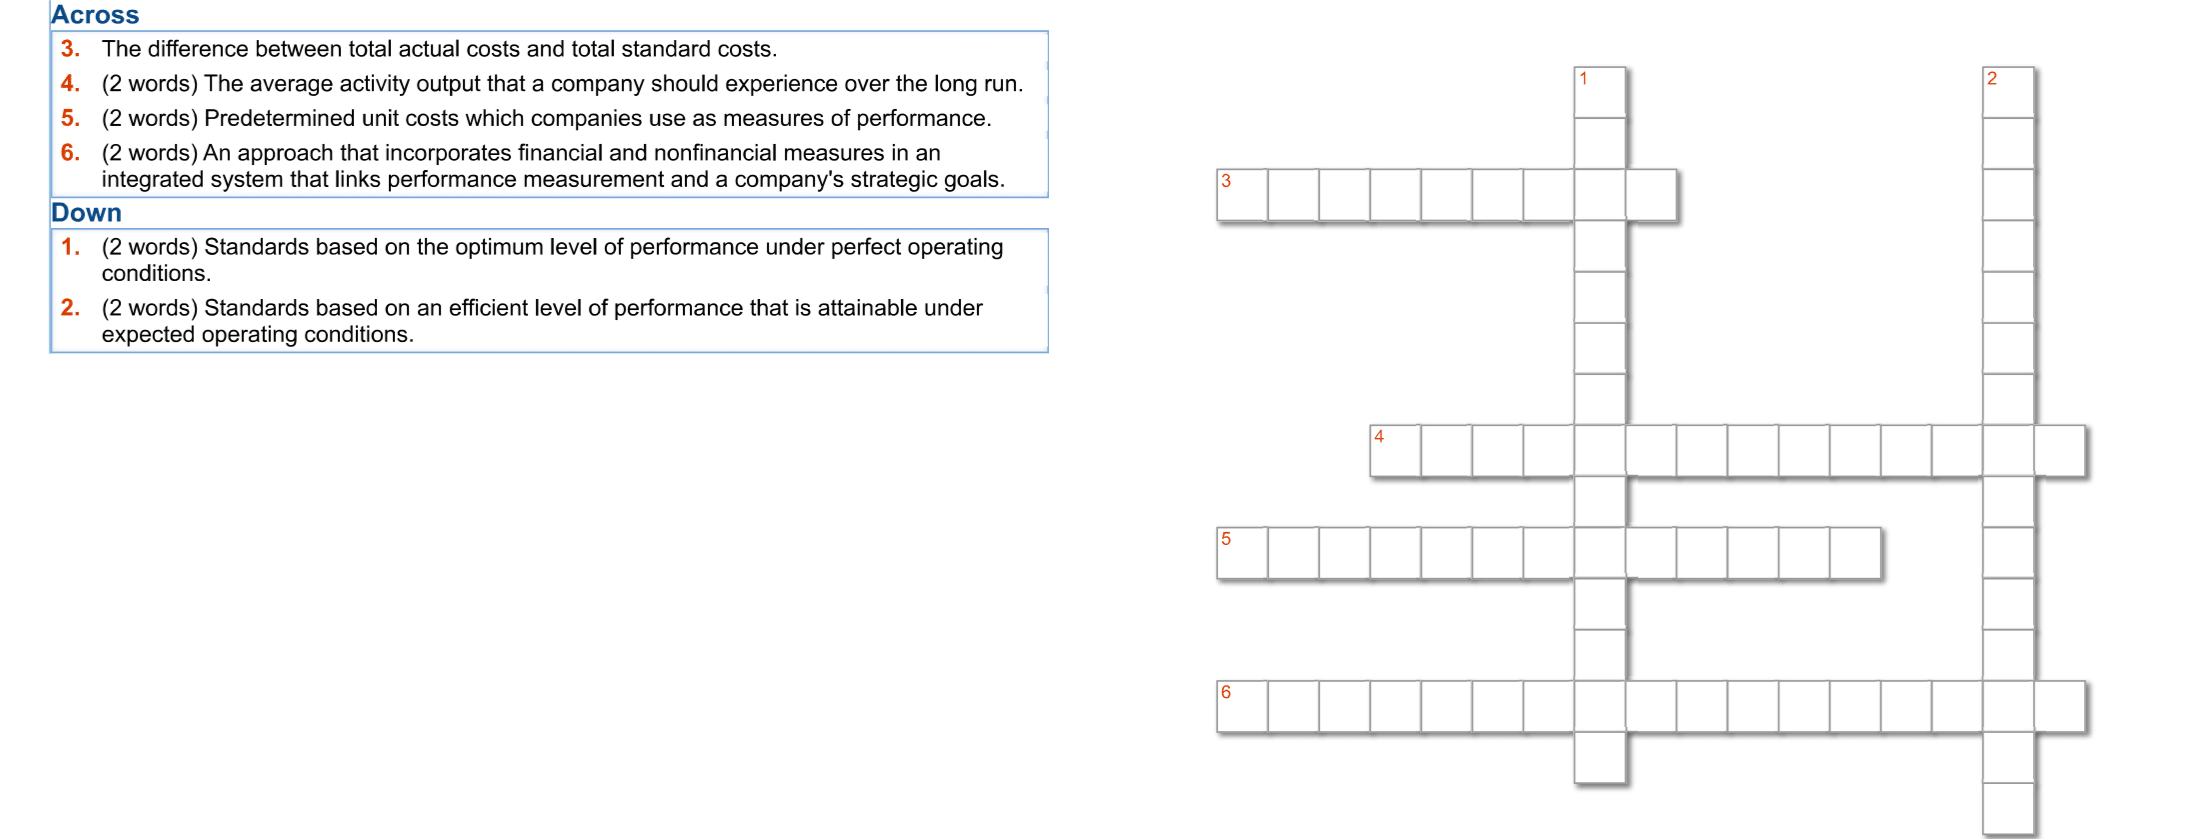 Across
3. The difference between total actual costs and total standard costs.
4. (2 words) The average activity output that a company should experience over the long run.
5. (2 words) Predetermined unit costs which companies use as measures of performance.
6. (2 words) An approach that incorporates financial and nonfinancial measures in an
integrated system that links performance measurement and a company's strategic goals.
Down
1. (2 words) Standards based on the optimum level of performance under perfect operating
conditions.
2. (2 words) Standards based on an efficient level of performance that is attainable under
expected operating conditions.
1 2
3
4
5
6